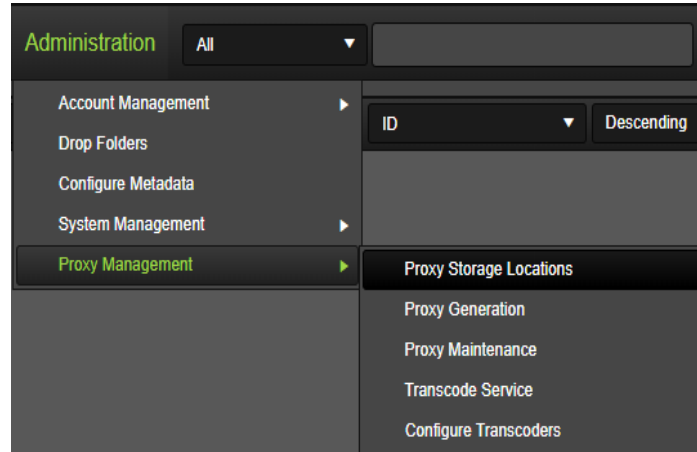 Administration
All
Account Management
ID
Descending
Drop Folders
Configure Metadata
System Management
Proxy Management
Proxy Storage Locations
Proxy Generation
Proxy Maintenance
Transcode Service
Configure Transcoders